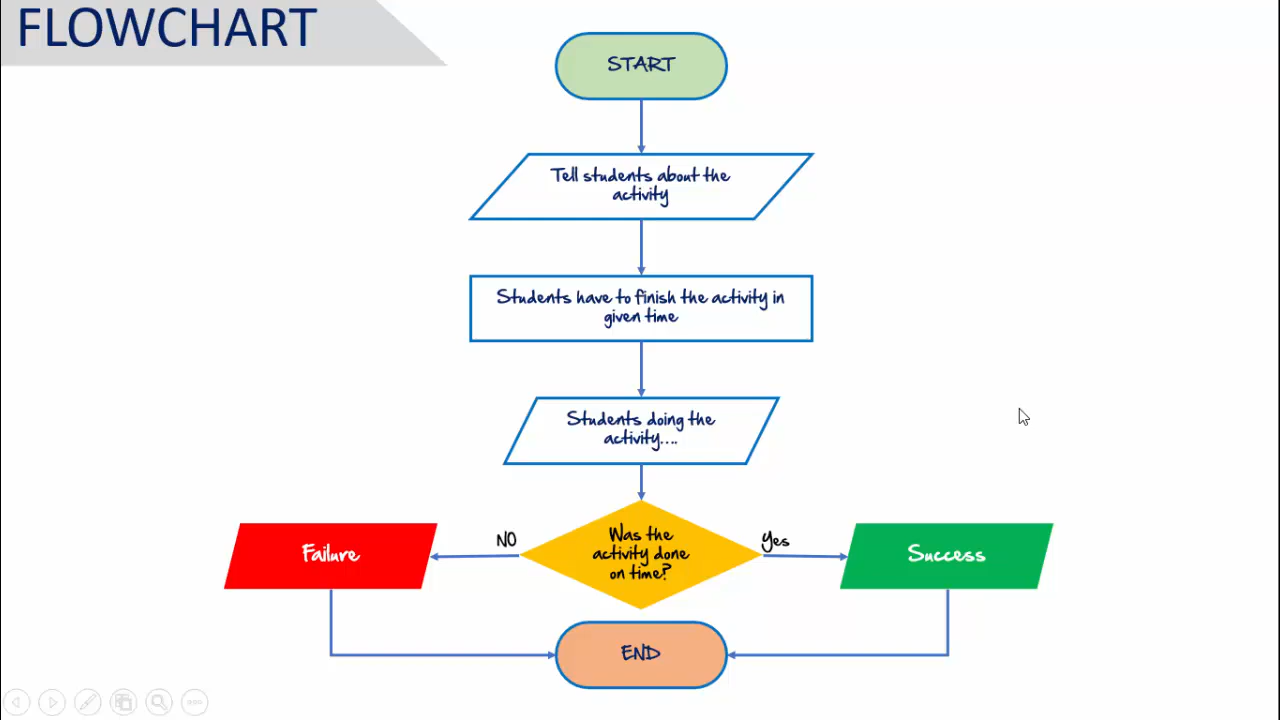 FLOWCHART
START
Tell students about the
activity
Students have to finish the activity in
given time
Students doing the
activity....
Was the
activity done
on time?
NO
Yes
Failure
Success
END